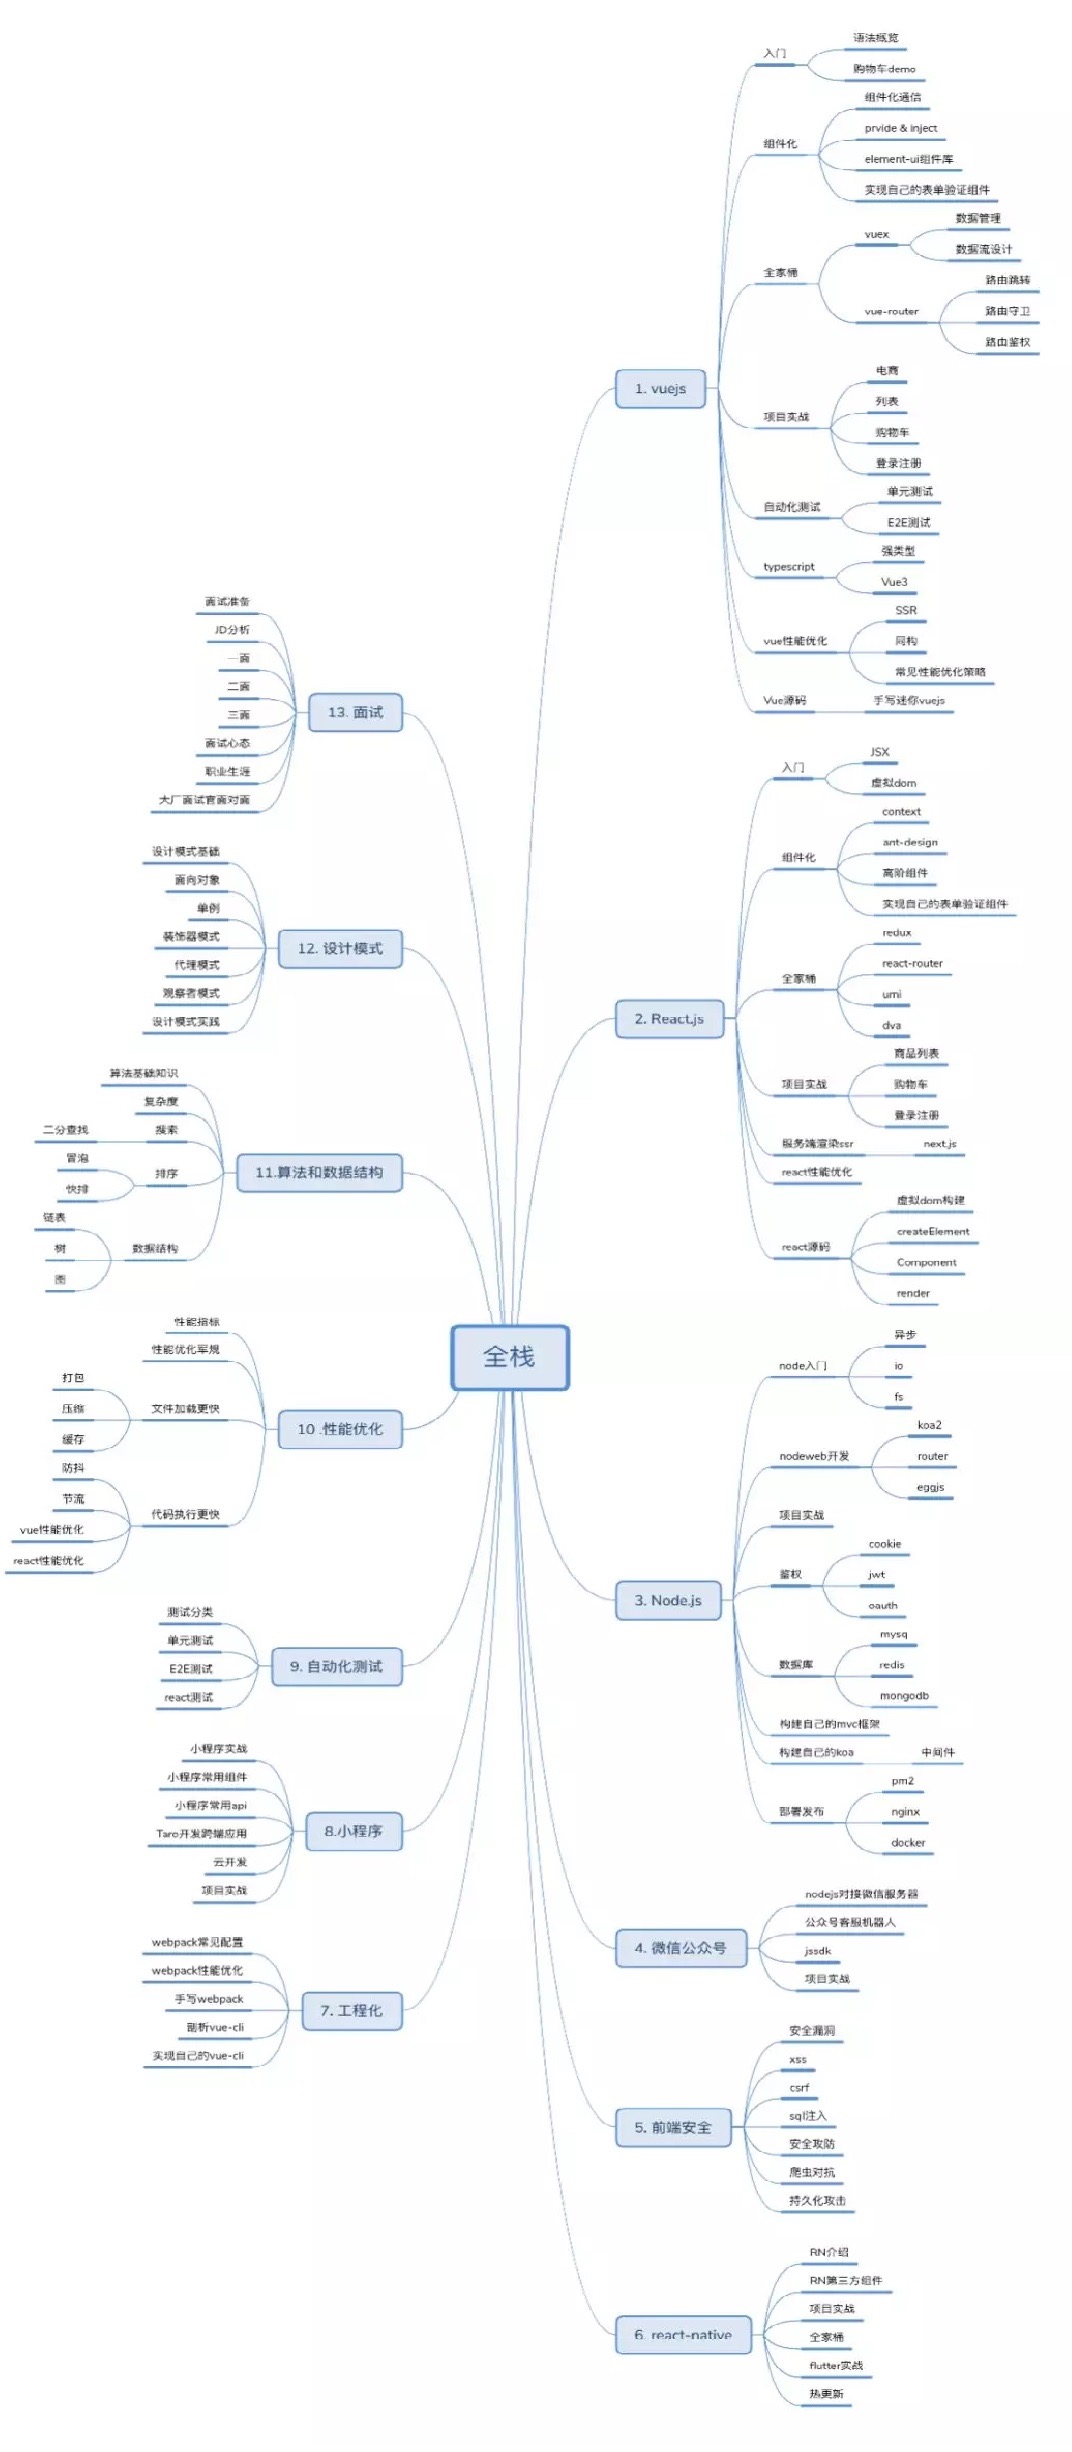 全栈
1. vuejs
入门
语法概览
购物车demo
组件化
组件化通信
prvide & inject
element-ui组件库
实现自己的表单验证组件
全家桶
vuex
数据管理
数据流设计
vue-router
路由跳转
路由守卫
路由鉴权
项目实战
电商
列表
购物车
登录注册
自动化测试
单元测试
E2E测试
typescript
强类型
Vue3
vue性能优化
SSR
同构
常见性能优化策略
Vue源码
手写迷你vuejs
2. React.js
入门
JSX
虚拟dom
组件化
context
ant-design
高阶组件
实现自己的表单验证组件
全家桶
redux
react-router
umi
dva
项目实战
商品列表
购物车
登录注册
服务端渲染ssr
next.js
react性能优化
react源码
虚拟dom构建
createElement
Component
render
3. Node.js
node入门
异步
io
fs
nodeweb开发
koa2
router
eggjs
项目实战
鉴权
cookie
jwt
oauth
数据库
mysq
redis
mongodb
构建自己的mvc框架
构建自己的koa
中间件
部署发布
pm2
nginx
docker
4. 微信公众号
nodejs对接微信服务器
公众号客服机器人
jssdk
项目实战
5. 前端安全
安全漏洞
xss
csrf
sql注入
安全攻防
爬虫对抗
持久化攻击
6. react-native
RN介绍
RN第三方组件
项目实战
全家桶
flutter实战
热更新
7. 工程化
webpack常见配置
webpack性能优化
手写webpack
剖析vue-cli
实现自己的vue-cli
8.小程序
小程序实战
小程序常用组件
小程序常用api
Taro开发跨端应用
云开发
项目实战
9. 自动化测试
测试分类
单元测试
E2E测试
react测试
10 .性能优化
性能指标
性能优化军规
文件加载更快
打包
压缩
缓存
代码执行更快
防抖
节流
vue性能优化
react性能优化
11.算法和数据结构
算法基础知识
复杂度
搜索
二分查找
排序
冒泡
快排
数据结构
链表
树
图
12. 设计模式
设计模式基础
面向对象
单例
装饰器模式
代理模式
观察者模式
设计模式实践
13. 面试
面试准备
JD分析
一面
二面
三面
面试心态
职业生涯
大厂面试官面对面